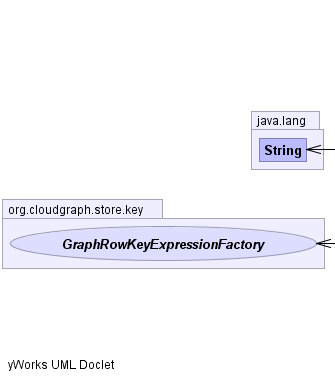 java.lang
String
org.cloudgraph.store.key
GraphRowKeyExpressionFactory
yWorks UML Doclet